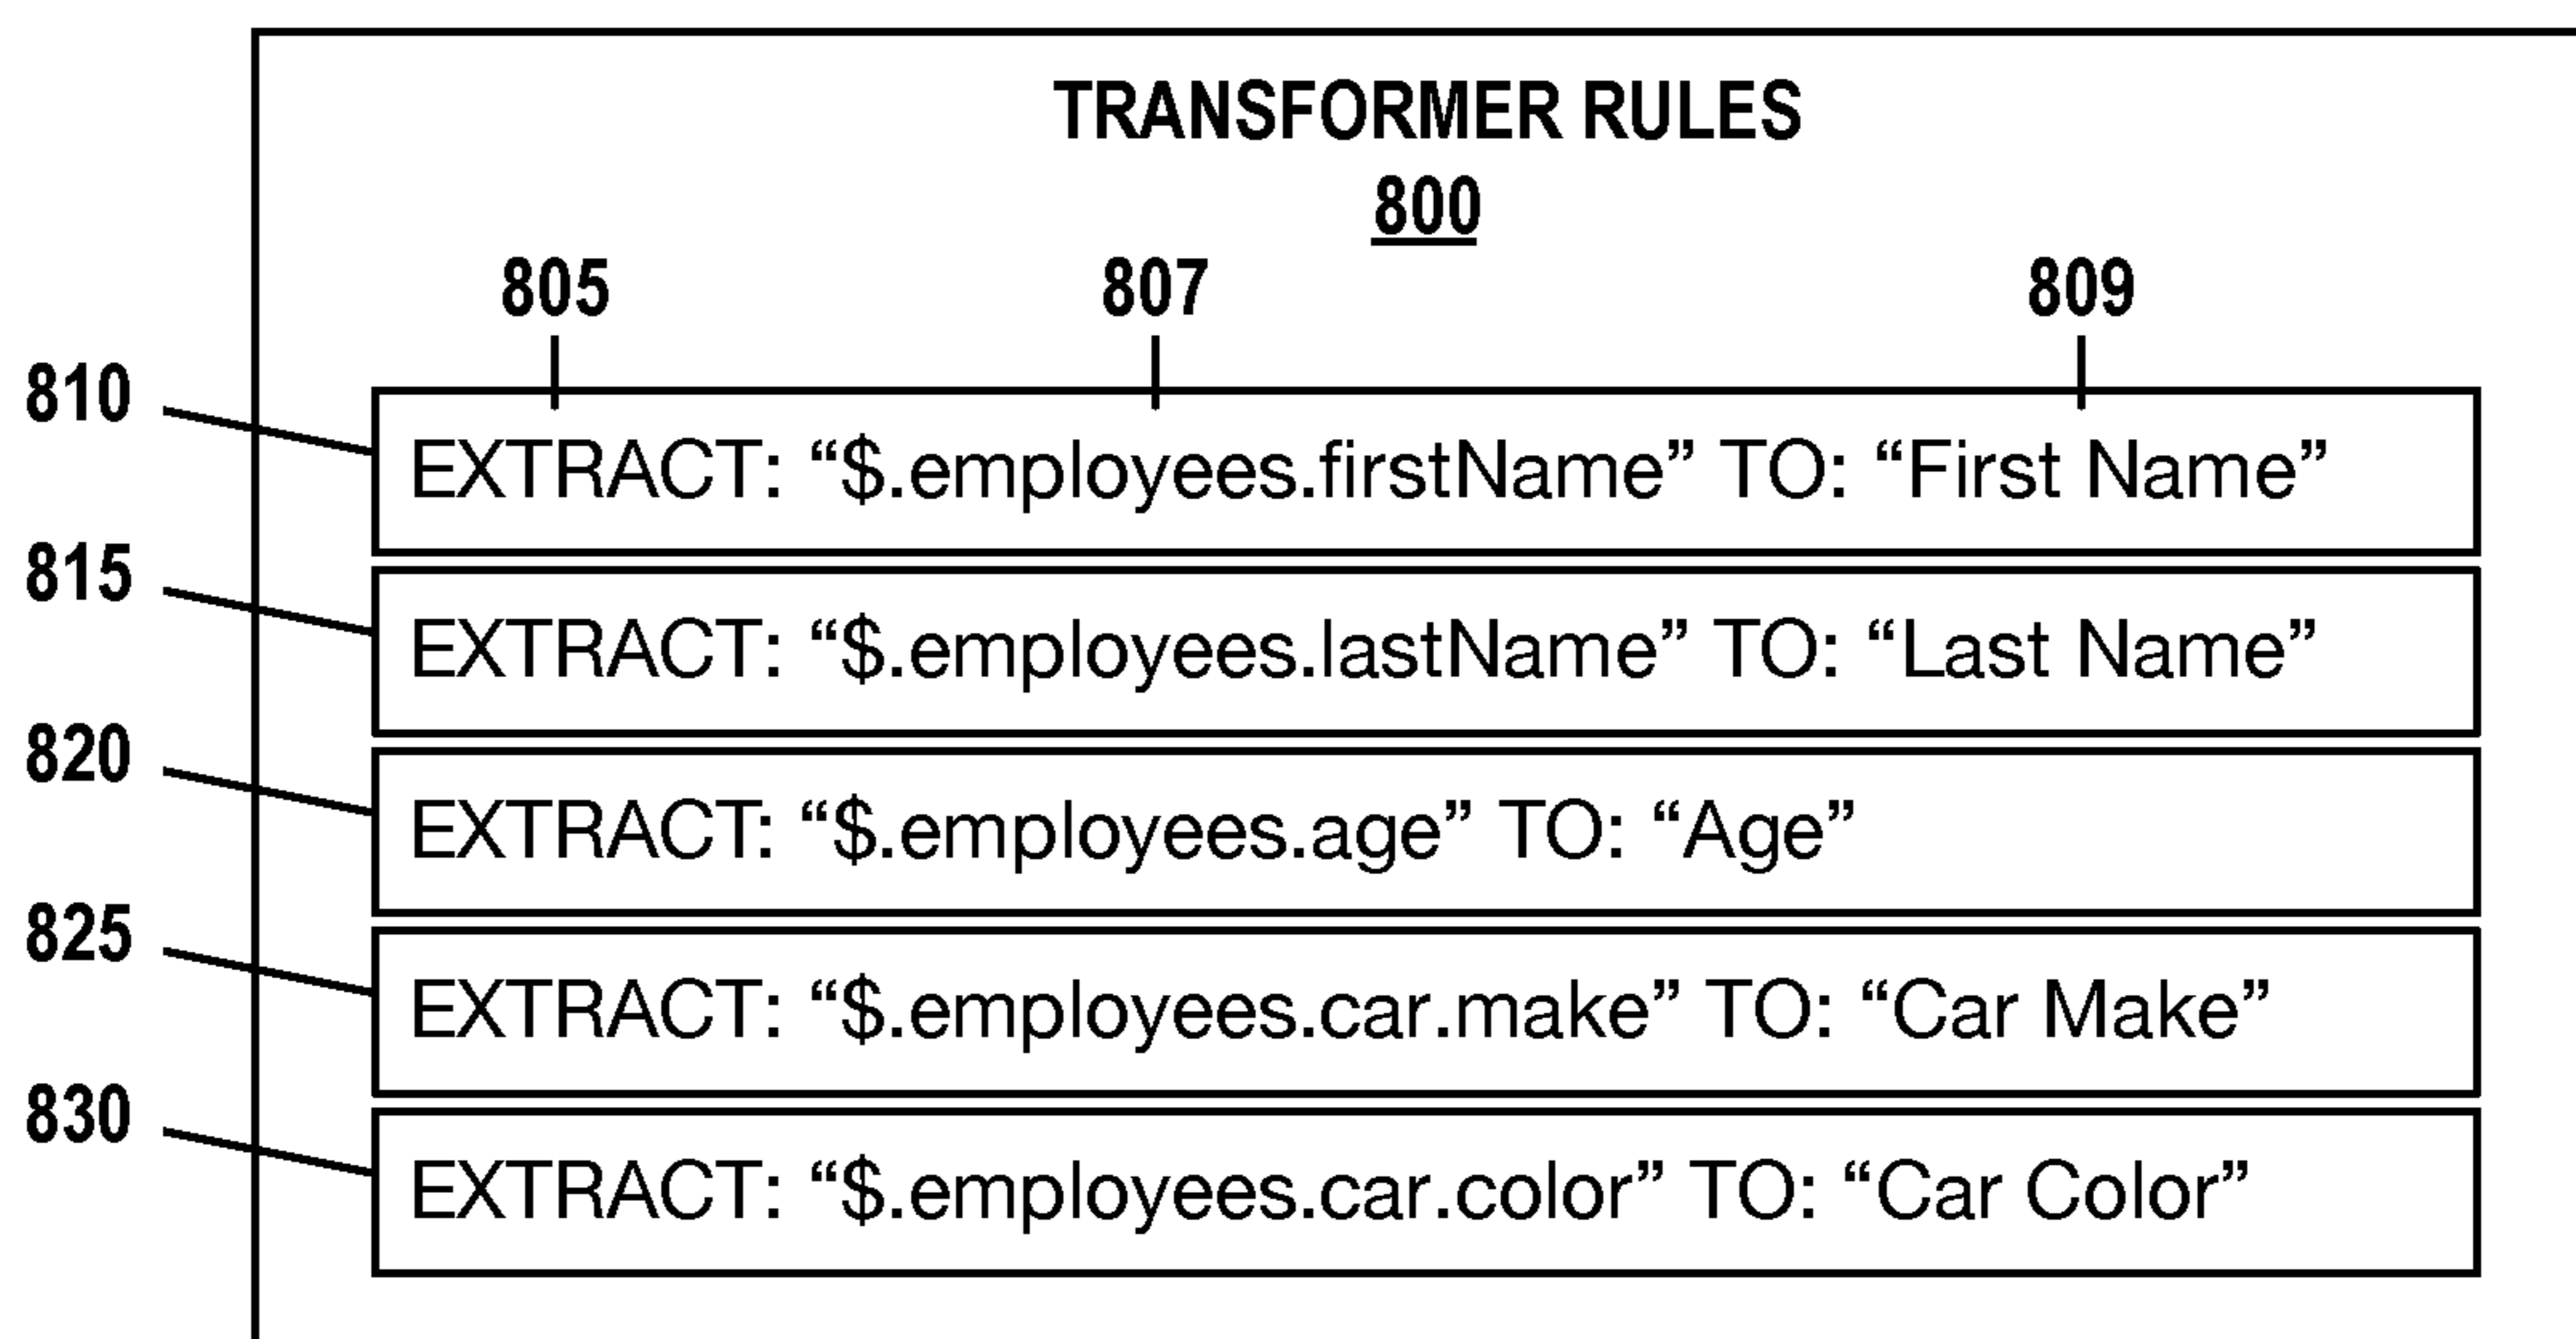 TRANSFORMER RULES
800
805 807 809
810 EXTRACT: “$.employees.firstName” TO: “First Name”
815 EXTRACT: “$.employees.lastName” TO: “Last Name”
820 EXTRACT: “$.employees.age” TO: “Age”
825 EXTRACT: “$.employees.car.make” TO: “Car Make”
830 EXTRACT: “$.employees.car.color” TO: “Car Color”